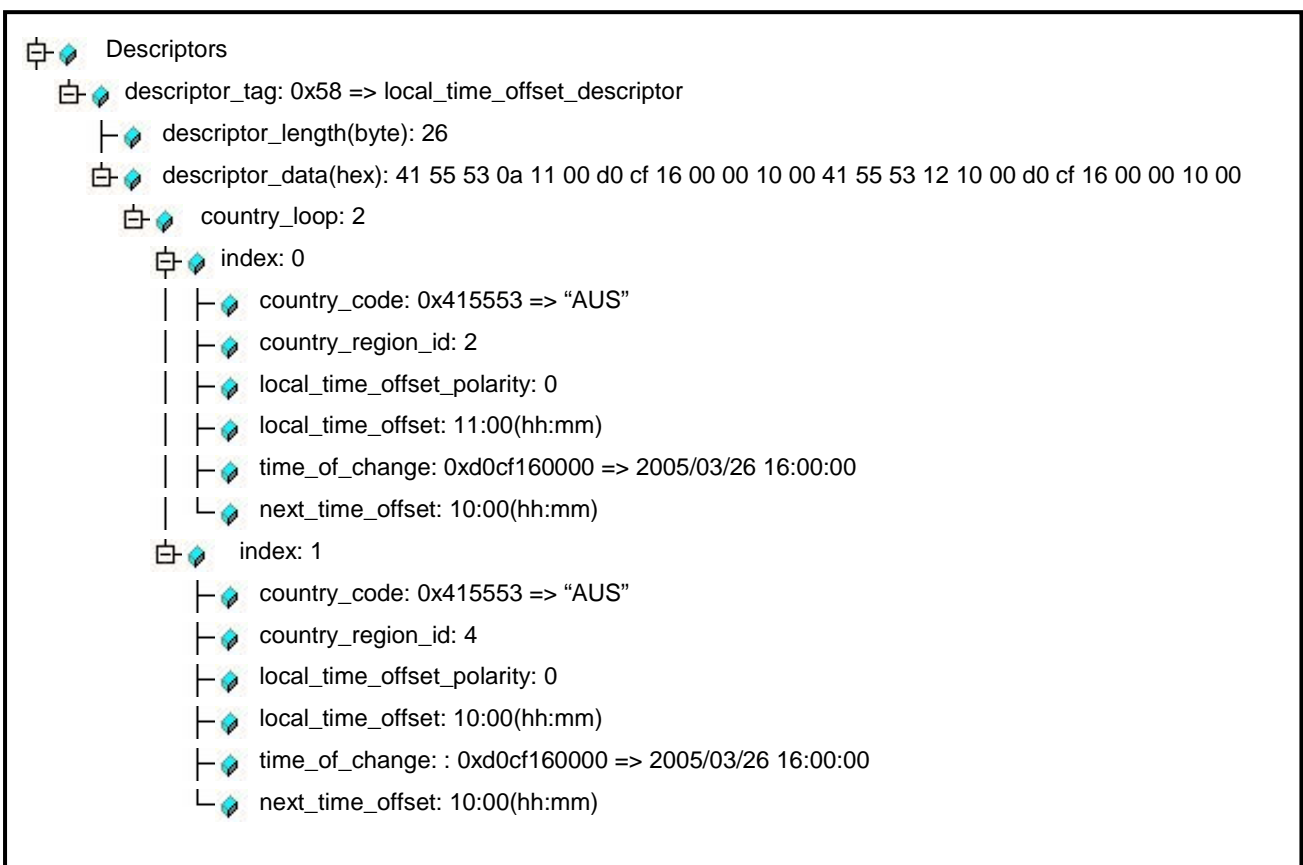 Descriptors
descriptor_tag: 0x58 => local_time_offset_descriptor
descriptor_length(byte): 26
descriptor_data(hex): 41 55 53 0a 11 00 d0 cf 16 00 00 10 00 41 55 53 12 10 00 d0 cf 16 00 00 10 00
country_loop: 2
index: 0
country_code: 0x415553 => “AUS”
country_region_id: 2
local_time_offset_polarity: 0
local_time_offset: 11:00(hh:mm)
time_of_change: 0xd0cf160000 => 2005/03/26 16:00:00
next_time_offset: 10:00(hh:mm)
index: 1
country_code: 0x415553 => “AUS”
country_region_id: 4
local_time_offset_polarity: 0
local_time_offset: 10:00(hh:mm)
time_of_change: : 0xd0cf160000 => 2005/03/26 16:00:00
next_time_offset: 10:00(hh:mm)